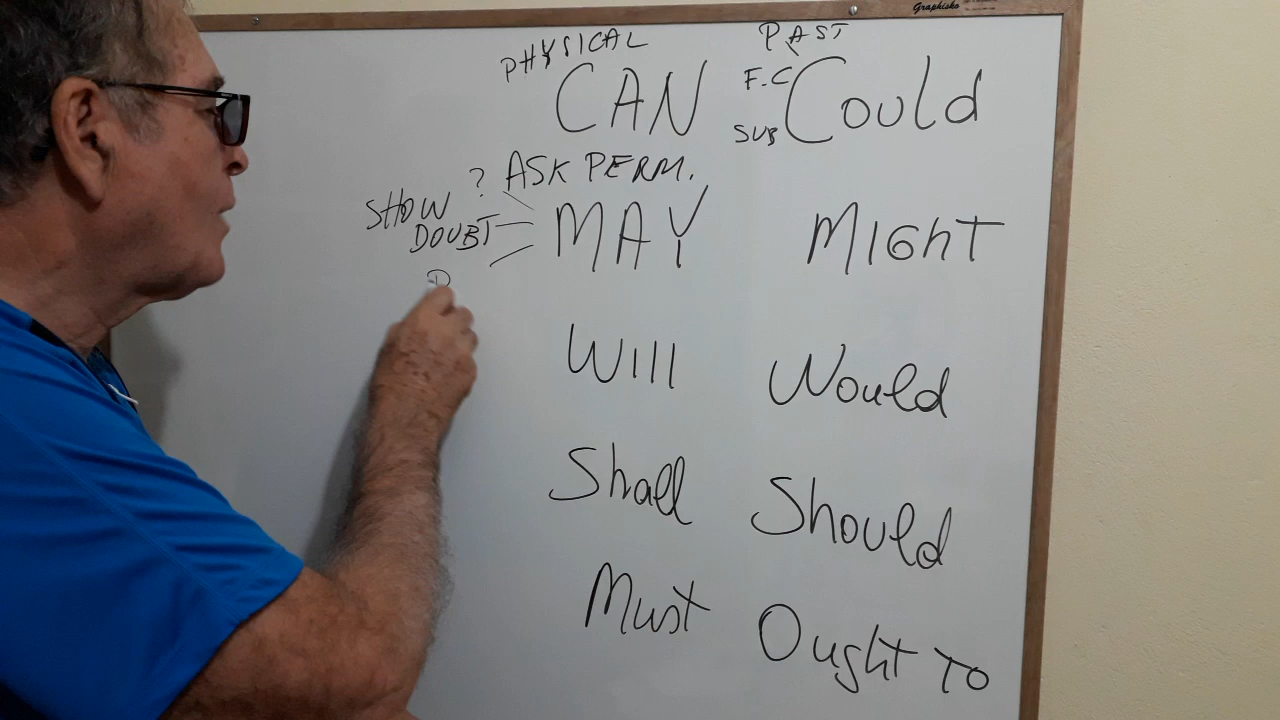 Graphisko
PHYSICAL PAST
CAN F.C Could
SUB
? ASK PERM.
SHOW
DOUBT MAY Might
D
Will Would
Shall Should
Must Ought To